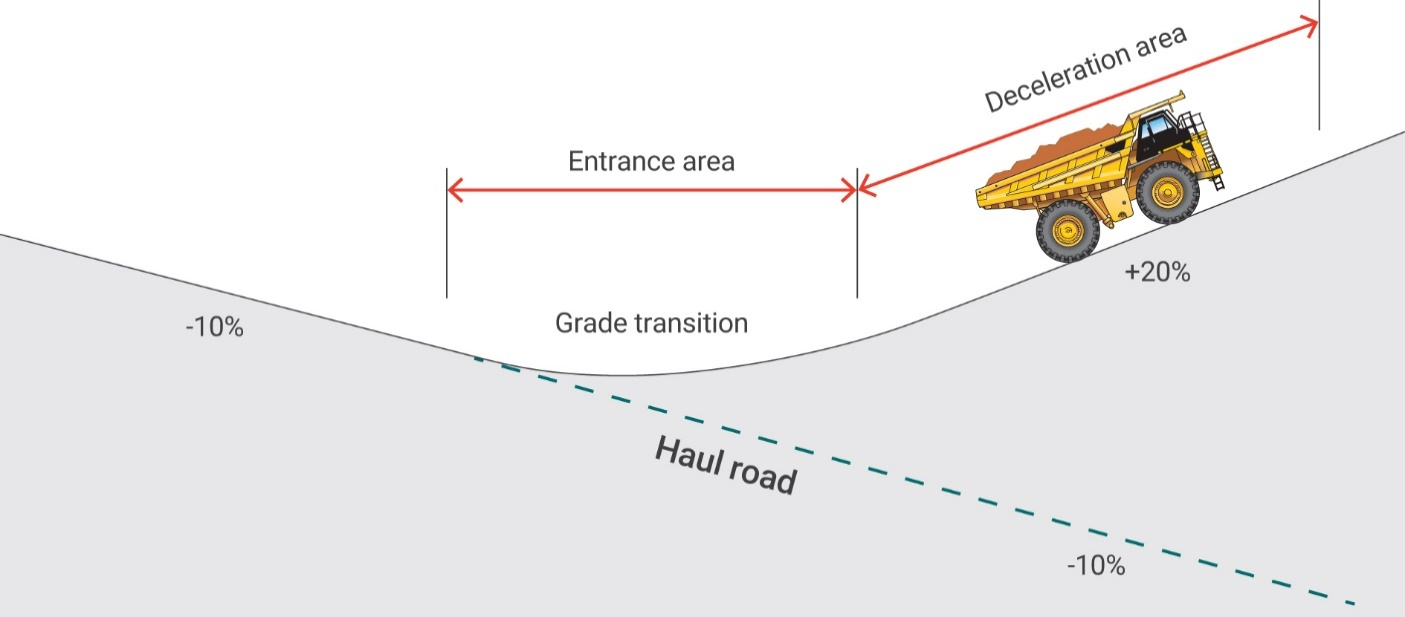 Deceleration area
Entrance area
+20%
-10%
Grade transition
Haul road
-10%